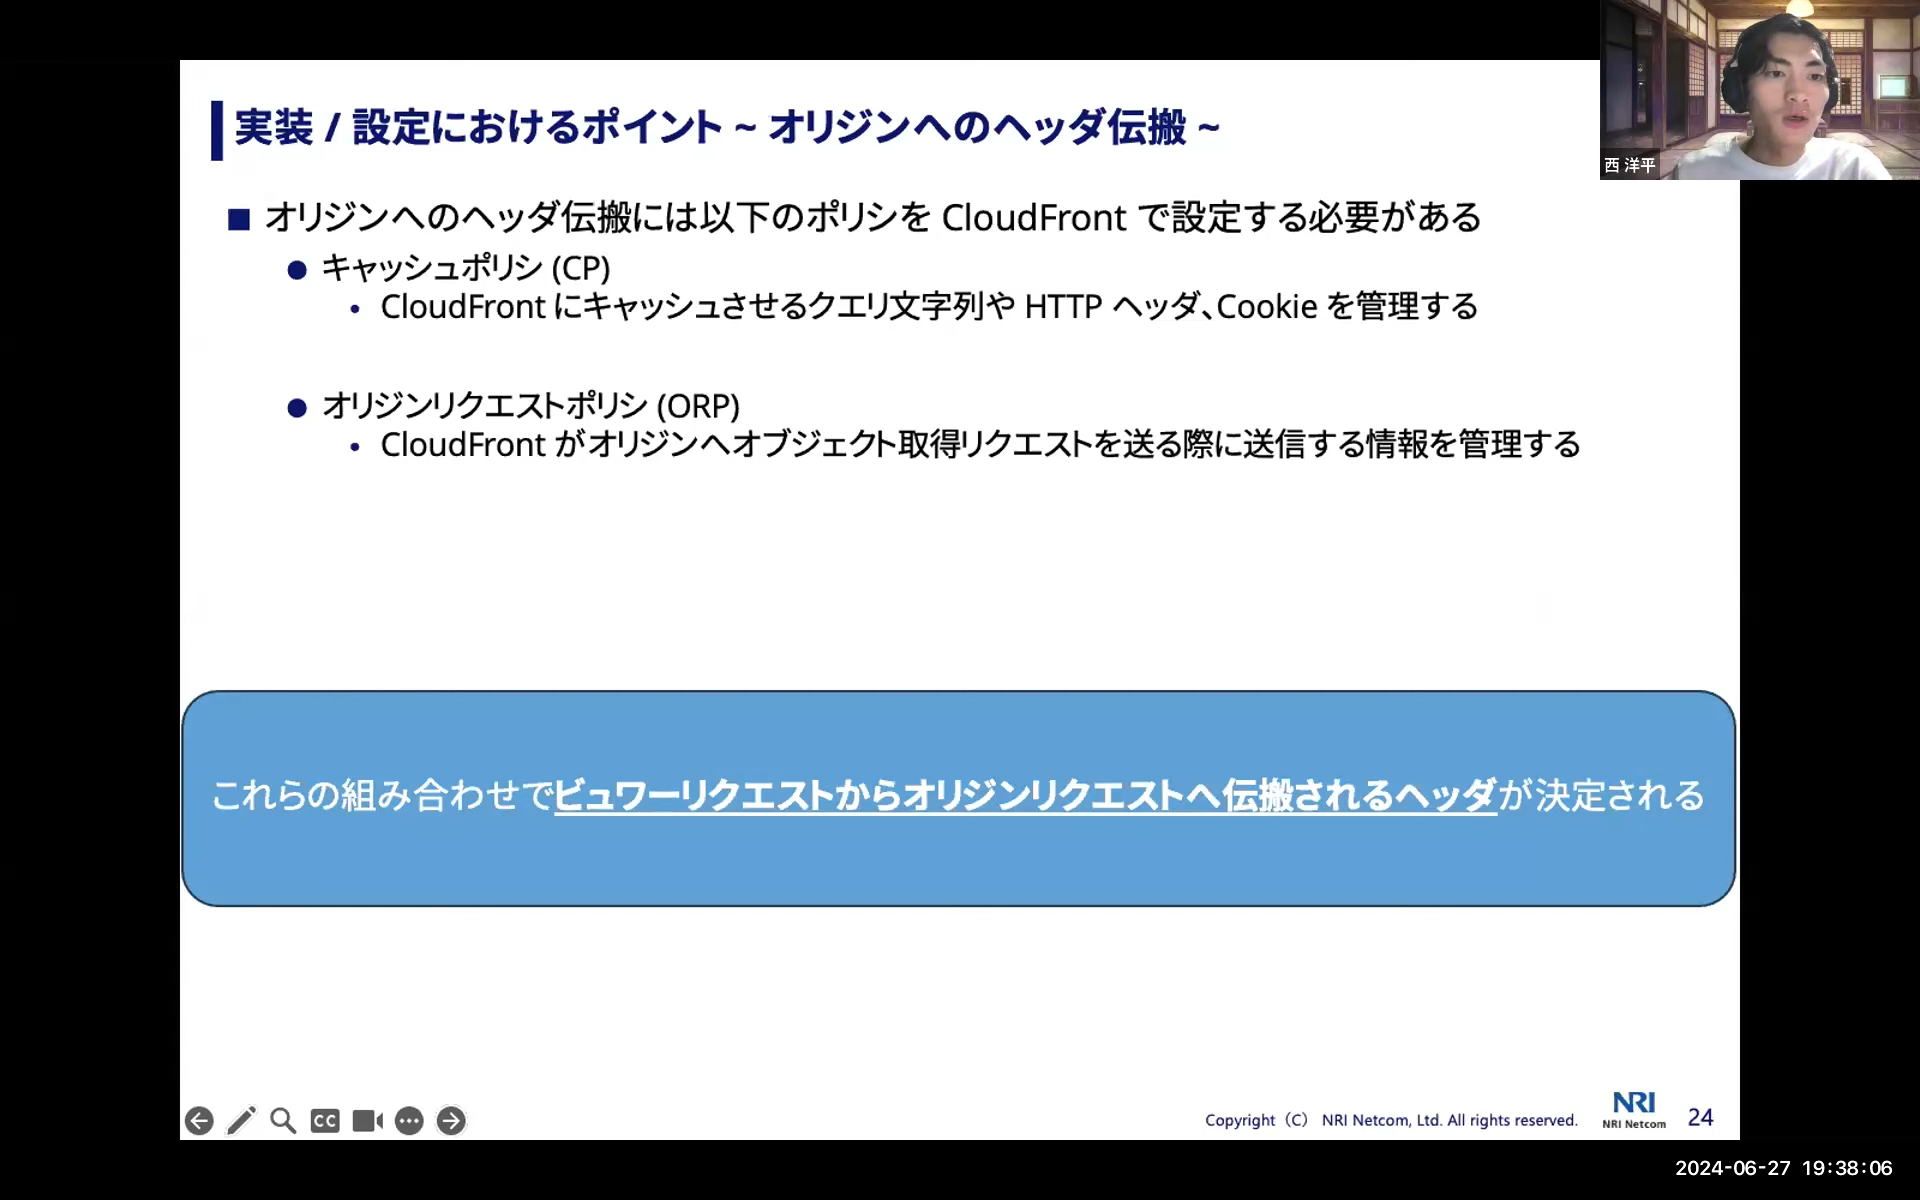 実装 / 設定におけるポイント ~ オリジンへのヘッダ伝搬 ~
西 洋平
オリジンへのヘッダ伝搬には以下のポリシを CloudFront で設定する必要がある
キャッシュポリシ (CP)
CloudFront にキャッシュさせるクエリ文字列や HTTP ヘッダ、Cookie を管理する
オリジンリクエストポリシ (ORP)
CloudFront がオリジンへオブジェクト取得リクエストを送る際に送信する情報を管理する
これらの組み合わせでビュワーリクエストからオリジンリクエストへ伝搬されるヘッダが決定される
CC
Copyright（C） NRI Netcom, Ltd. All rights reserved.
NRI
NRI Netcom
24
2024-06-27 19:38:06